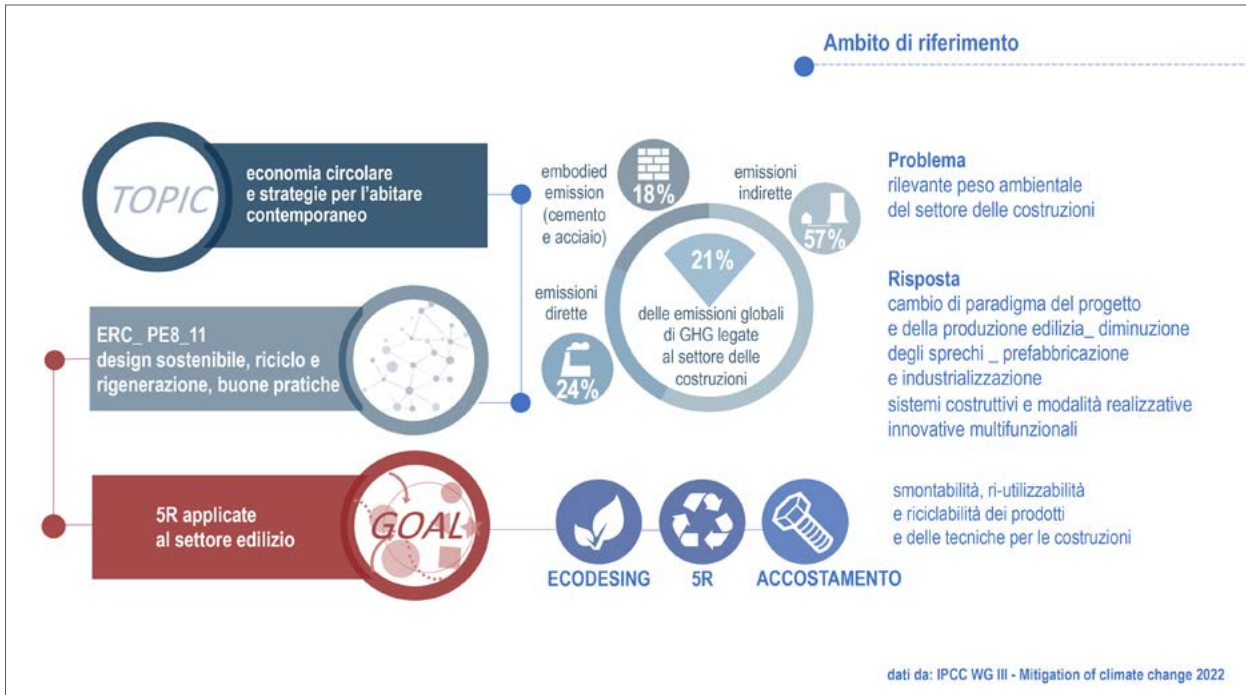 Ambito di riferimento
TOPIC
economia circolare
e strategie per l'abitare
contemporaneo
ERC_ PE8_11
design sostenibile, riciclo e
rigenerazione, buone pratiche
5R applicate
al settore edilizio
GOAL
embodied
emission
(cemento
e acciaio)
18%
emissioni
indirette
57%
emissioni
dirette
24%
21%
delle emissioni globali
di GHG legate
al settore delle
costruzioni
ECODESING
5R
ACCOSTAMENTO
Problema
rilevante peso ambientale
del settore delle costruzioni
Risposta
cambio di paradigma del progetto
e della produzione edilizia_ diminuzione
degli sprechi _ prefabbricazione
e industrializzazione
sistemi costruttivi e modalità realizzative
innovative multifunzionali
smontabilità, ri-utilizzabilità
e riciclabilità dei prodotti
e delle tecniche per le costruzioni
dati da: IPCC WG III - Mitigation of climate change 2022